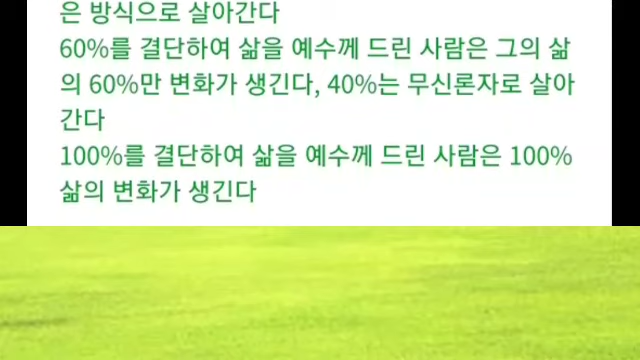 은 방식으로 살아간다
60%를 결단하여 삶을 예수께 드린 사람은 그의 삶
의 60%만 변화가 생긴다, 40%는 무신론자로 살아
간다
100%를 결단하여 삶을 예수께 드린 사람은 100%
삶의 변화가 생긴다